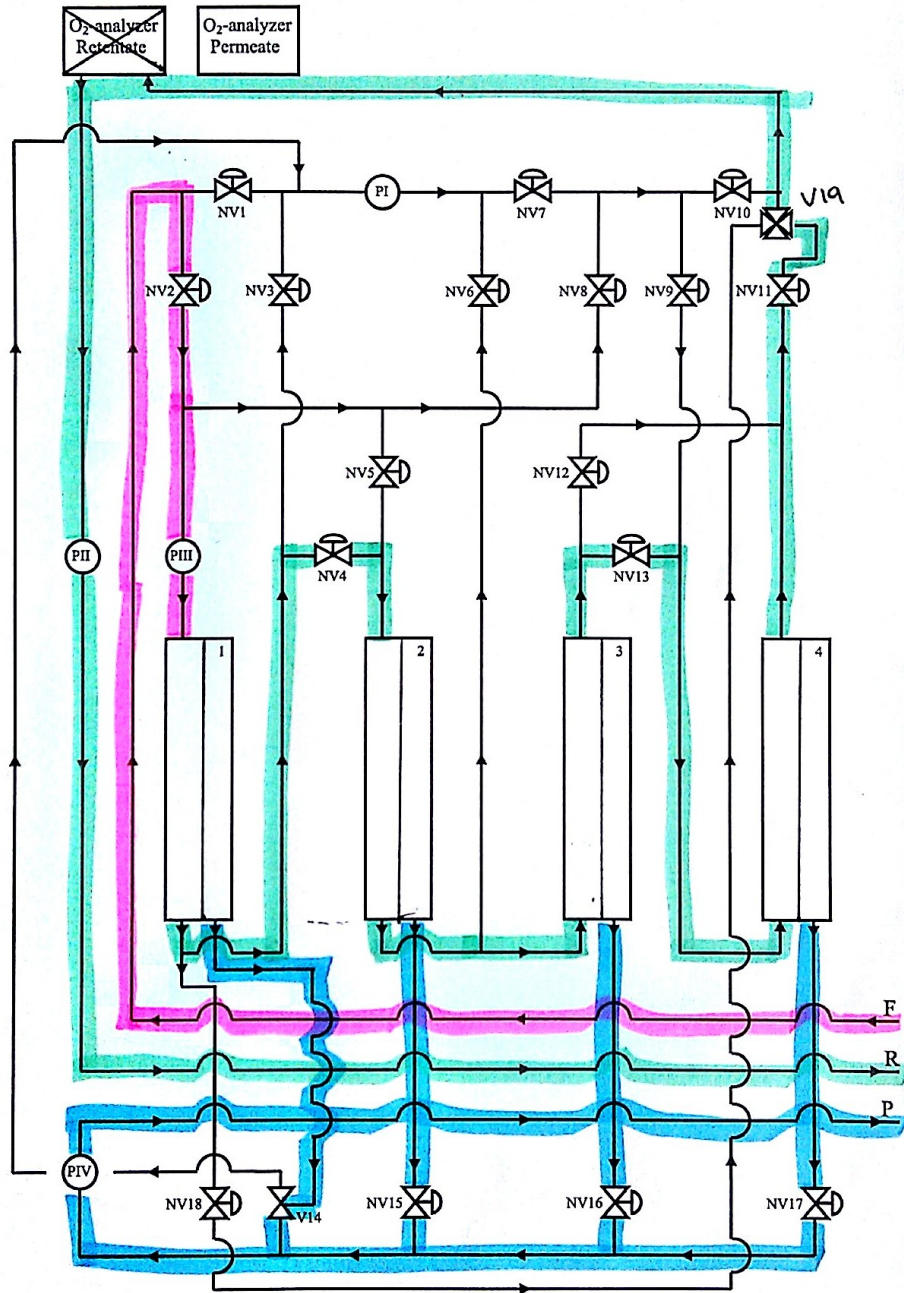 O₂-analyzer
Retentate
O₂-analyzer
Permeate
NV1
PI
NV7
NV10
V19
NV2
NV3
NV6
NV8
NV9
NV11
NV5
NV12
PII
PIII
NV4
NV13
1
2
3
4
F
R
P
PIV
NV18
V14
NV15
NV16
NV17